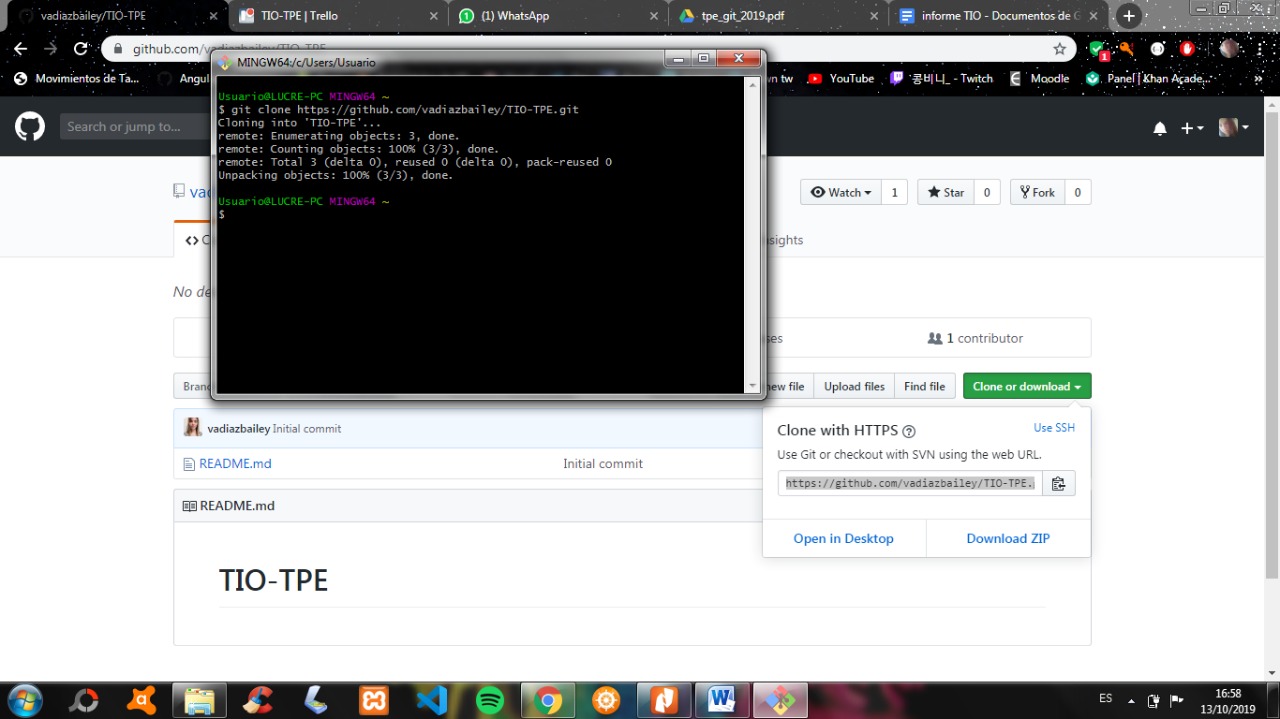 vadiazbailey/TIO-TPE
TIO-TPE | Trello
(1) WhatsApp
tpe_git_2019.pdf
informe TIO - Documentos de G
github.com/vadiazbailey/TIO-TPE
1
Movimientos de Ta...
Angul
wn tw
YouTube
콩비니_ - Twitch
Moodle
Panel | Khan Acade...
»
MINGW64:/c/Users/Usuario
Usuario@LUCRE-PC MINGW64 ~
$ git clone https://github.com/vadiazbailey/TIO-TPE.git
Cloning into 'TIO-TPE'...
remote: Enumerating objects: 3, done.
remote: Counting objects: 100% (3/3), done.
remote: Total 3 (delta 0), reused 0 (delta 0), pack-reused 0
Unpacking objects: 100% (3/3), done.
Usuario@LUCRE-PC MINGW64 ~
$
Search or jump to...
vad
Watch 1
Star 0
Fork 0
<> C
sights
No de
ses
1 contributor
Branc
new file
Upload files
Find file
Clone or download
vadiazbailey Initial commit
README.md
Initial commit
Clone with HTTPS
Use SSH
Use Git or checkout with SVN using the web URL.
https://github.com/vadiazbailey/TIO-TPE.
Open in Desktop
Download ZIP
README.md
TIO-TPE
ES
16:58
13/10/2019